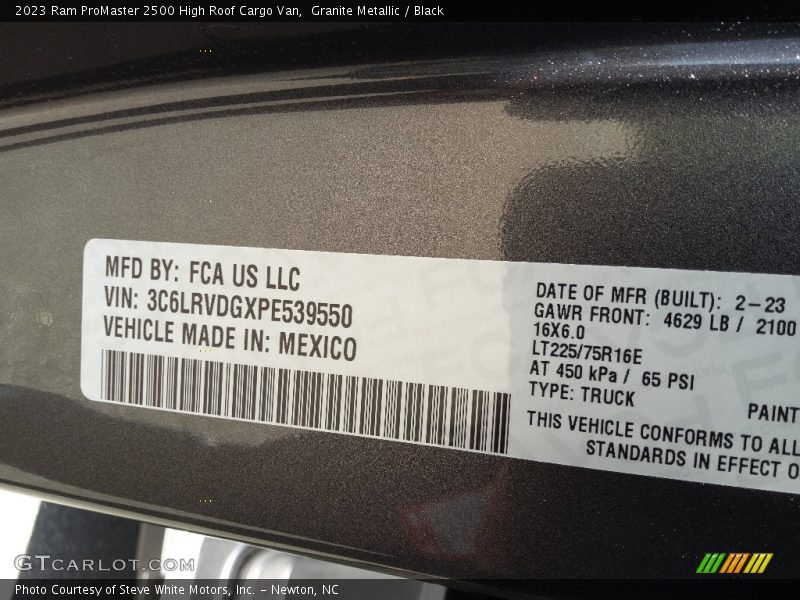 2023 Ram ProMaster 2500 High Roof Cargo Van,  Granite Metallic / Black
MFD BY: FCA US LLC
VIN: 3C6LRVDGXPE539550
VEHICLE MADE IN: MEXICO
DATE OF MFR (BUILT): 2-23
GAWR FRONT: 4629 LB / 2100
16X6.0
LT225/75R16E
AT 450 kPa / 65 PSI
TYPE: TRUCK
PAINT
THIS VEHICLE CONFORMS TO ALL
STANDARDS IN EFFECT O
GTCARLOT.COM
Photo Courtesy of Steve White Motors, Inc. - Newton, NC